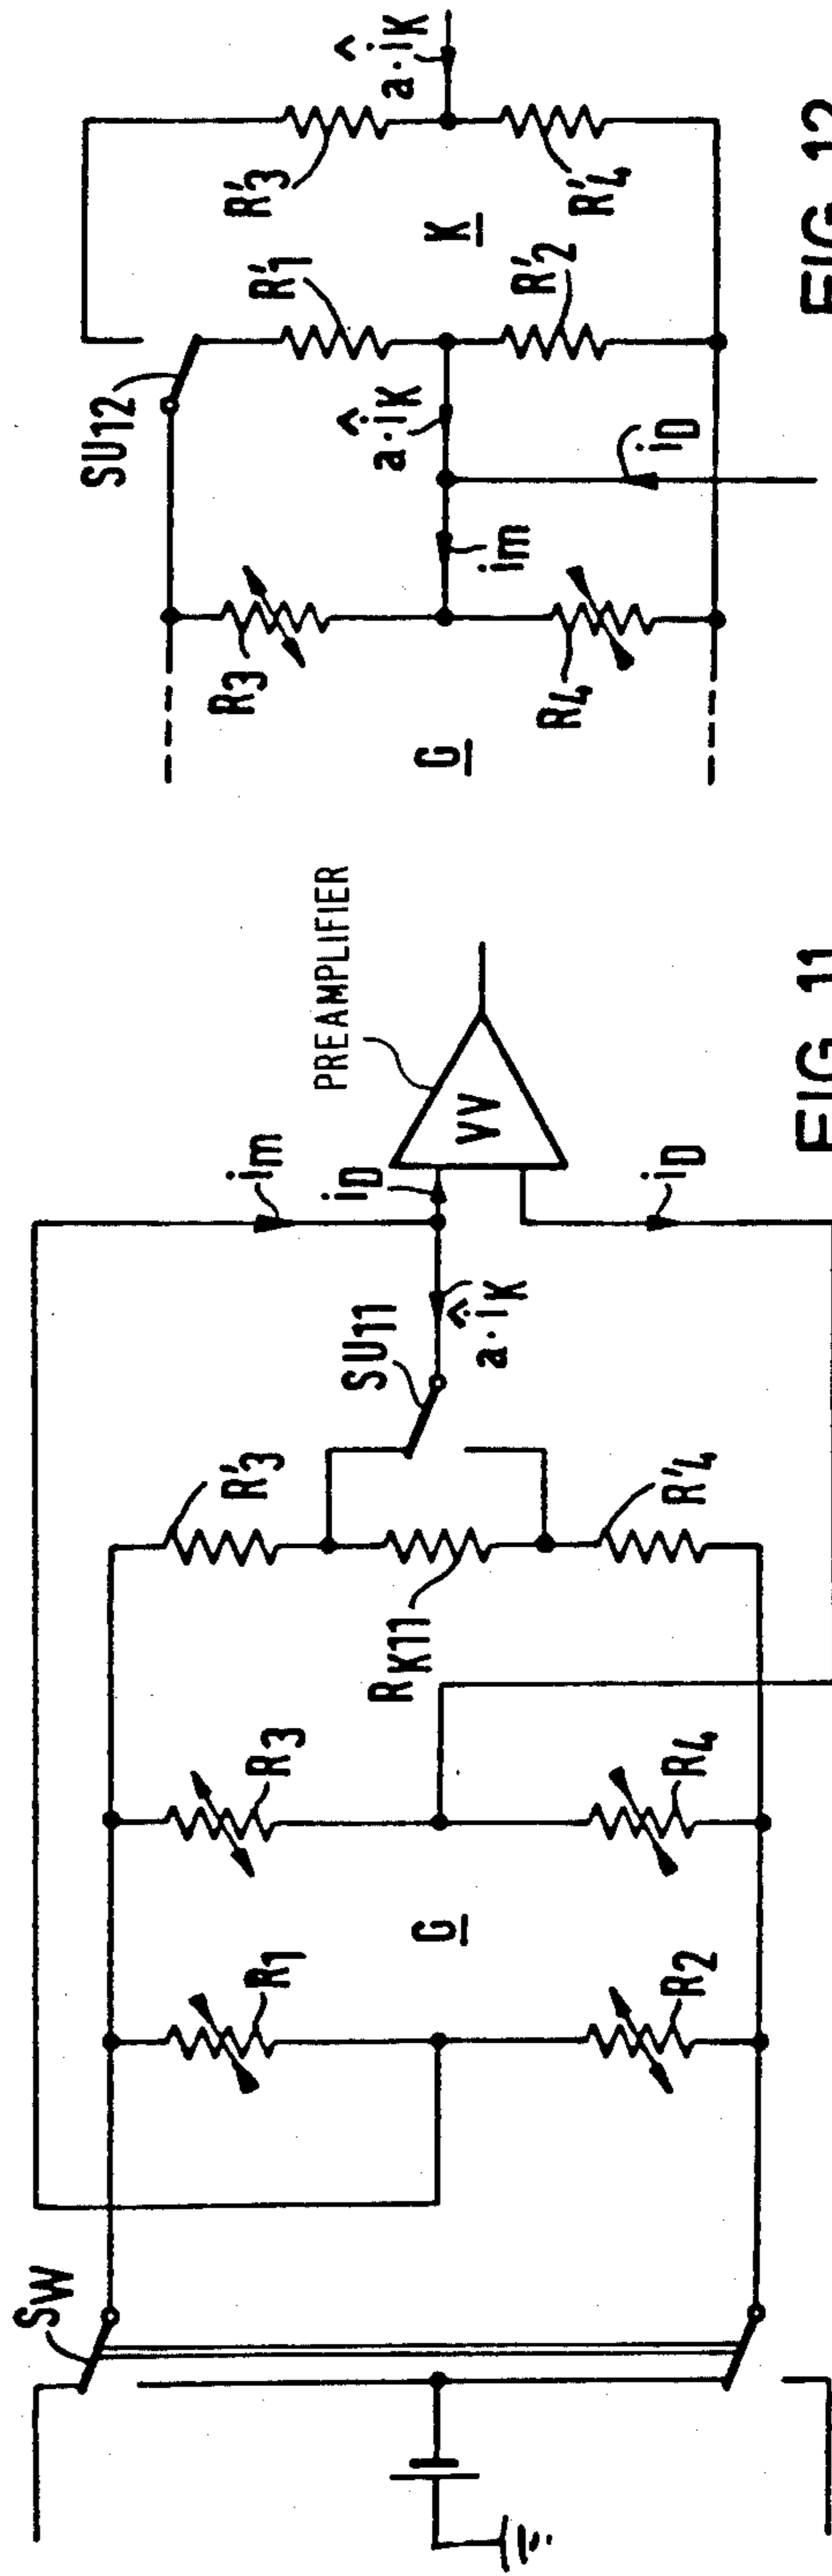 SW
R1
R2
G
R3
R4
R'3
RK11
R'4
SU11
a·îK
im
iD
iD
VV
PREAMPLIFIER
FIG. 11
G
R3
R4
im
iD
a·îK
SU12
R'1
R'2
K
R'3
R'4
a·îK
FIG. 12